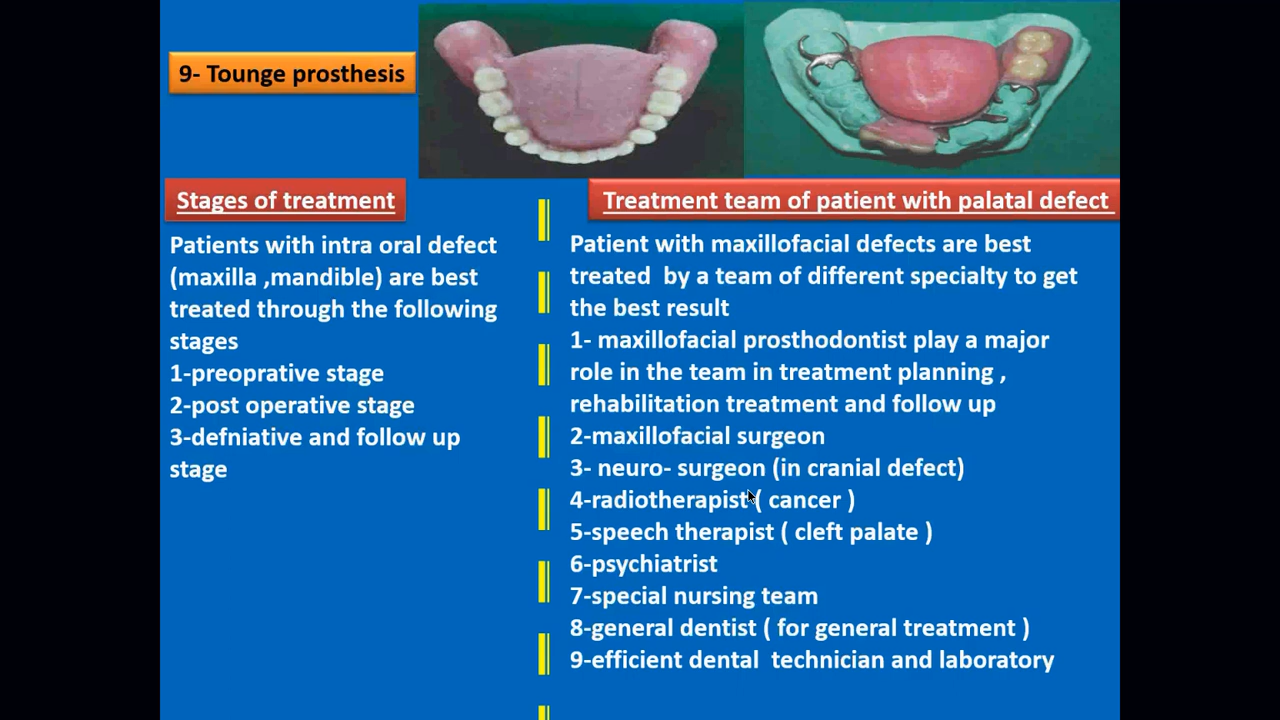 9- Tounge prosthesis
Stages of treatment
Patients with intra oral defect
(maxilla ,mandible) are best
treated through the following
stages
1-preoprative stage
2-post operative stage
3-defniative and follow up
stage
Treatment team of patient with palatal defect
Patient with maxillofacial defects are best
treated by a team of different specialty to get
the best result
1- maxillofacial prosthodontist play a major
role in the team in treatment planning ,
rehabilitation treatment and follow up
2-maxillofacial surgeon
3- neuro- surgeon (in cranial defect)
4-radiotherapist ( cancer )
5-speech therapist ( cleft palate )
6-psychiatrist
7-special nursing team
8-general dentist ( for general treatment )
9-efficient dental technician and laboratory